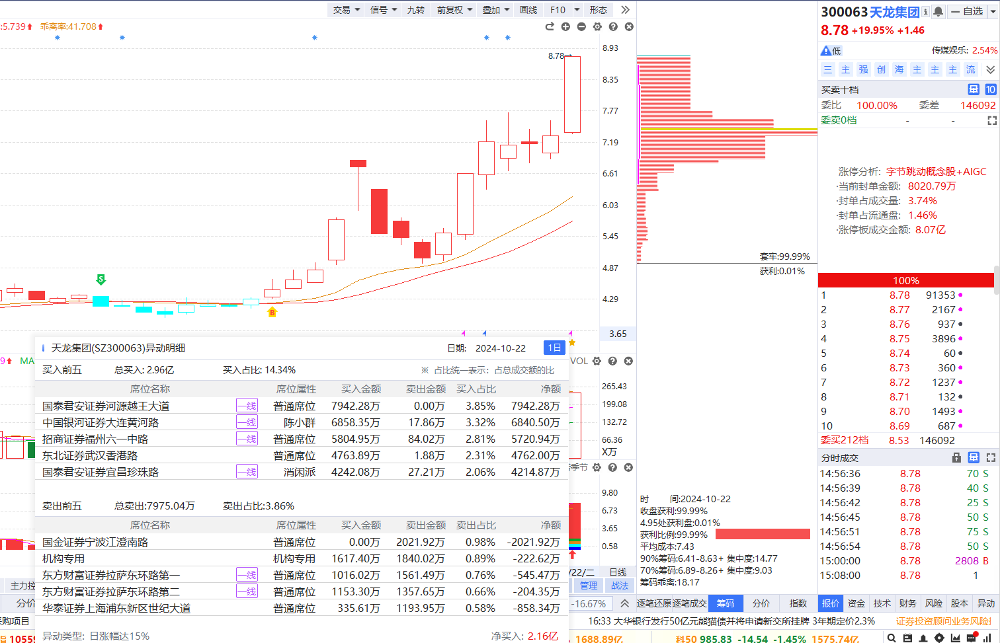 交易 信号 九转 前复权 叠加 画线 F10 形态
300063天龙集团 自选
:5.739 乖离率:41.708
8.78 +19.95% +1.46
低 传媒娱乐: 2.54%
三 主 强 创 海 主 主 主 流
8.93
8.35
7.77
7.19
6.61
6.03
5.45
4.87
4.29
3.65
8.78
S
B
套牢:99.99%
获利:0.01%
买卖十档 量 10
委比 100.00% 委差 146092
委卖0档 - -
涨停分析: 字节跳动概念股+AIGC
·当前封单金额: 8020.79万
·封单占成交量: 3.74%
·封单占流通盘: 1.46%
·涨停板成交金额: 8.07亿
100%
1 8.78 91353
2 8.77 2167
3 8.76 937
4 8.75 3896
5 8.74 60
6 8.73 360
7 8.72 1237
8 8.71 132
9 8.70 1493
10 8.69 687
委买212档 8.53 146092
分时成交 量
14:56:36 8.78 70 S
14:56:39 8.78 40 S
14:56:42 8.78 25 S
14:56:45 8.78 50 S
14:56:51 8.78 75 S
14:56:54 8.78 50 S
15:00:00 8.78 2808 B
15:08:00 8.78 1
天龙集团(SZ300063)异动明细 日期: 2024-10-22 1日
买入前五 总买入: 2.96亿 买入占比: 14.34% ※ 占比统一表示: 占总成交额的比
席位名称 席位属性 买入金额 卖出金额 买入占比 净额
国泰君安证券河源越王大道 一线 普通席位 7942.28万 0.00万 3.85% 7942.28万
中国银河证券大连黄河路 一线 陈小群 6858.35万 17.86万 3.32% 6840.50万
招商证券福州六一中路 一线 普通席位 5804.95万 84.02万 2.81% 5720.94万
东北证券武汉香港路 普通席位 4763.89万 1.88万 2.31% 4762.00万
国泰君安证券宜昌珍珠路 一线 消闲派 4242.08万 27.21万 2.06% 4214.87万
卖出前五 总卖出:7975.04万 卖出占比:3.86%
席位名称 席位属性 买入金额 卖出金额 卖出占比 净额
国金证券宁波江澄南路 普通席位 0.00万 2021.92万 0.98% -2021.92万
机构专用 机构专用 1617.40万 1840.02万 0.89% -222.62万
东方财富证券拉萨东环路第一 一线 普通席位 1016.02万 1561.49万 0.76% -545.47万
东方财富证券拉萨东环路第二 一线 普通席位 1153.30万 1357.65万 0.66% -204.35万
华泰证券上海浦东新区世纪大道 普通席位 335.61万 1193.95万 0.58% -858.34万
异动类型: 日涨幅达15% 净买入: 2.16亿
9 MA
VOL
265.43
199.08
132.72
66.36
X万
季节
9.80
6.73
3.65
0.58
/22/二 日线
管理 战法
-16.67%
主力控
分价
时 间:2024-10-22
收盘获利:99.99%
4.95处获利盘:0.01%
获利比例:99.99%
平均成本:7.43
90%筹码:6.41-8.63+ 集中度:14.77
70%筹码:6.89-8.26+ 集中度:9.03
筹码乖离:18.17
逐笔还原 逐笔成交 筹码 分价 指数 报价 资金 技术 财务 风险 股本 异动
购项目 16:33 大华银行发行50亿元熊猫债并将申请新交所挂牌 3年期定价2.3% 证券投资顾问业务风险
1055 1688.89亿 科50 985.83 -14.54 -1.45% 1575.74亿